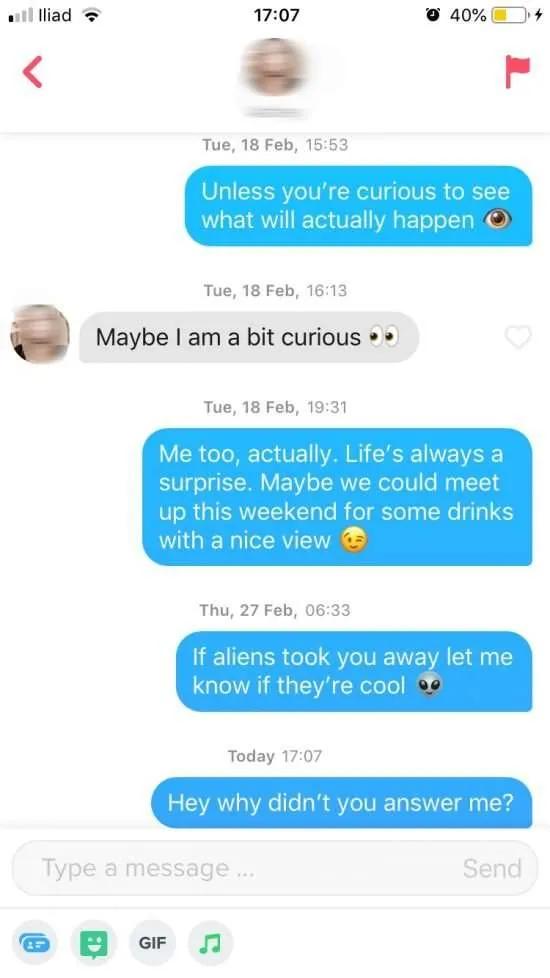 Iliad 17:07 40%
Tue, 18 Feb, 15:53
Unless you’re curious to see
what will actually happen 👁️
Tue, 18 Feb, 16:13
Maybe I am a bit curious 👀
Tue, 18 Feb, 19:31
Me too, actually. Life’s always a
surprise. Maybe we could meet
up this weekend for some drinks
with a nice view 😉
Thu, 27 Feb, 06:33
If aliens took you away let me
know if they’re cool 👽
Today 17:07
Hey why didn’t you answer me?
Type a message ... Send
GIF